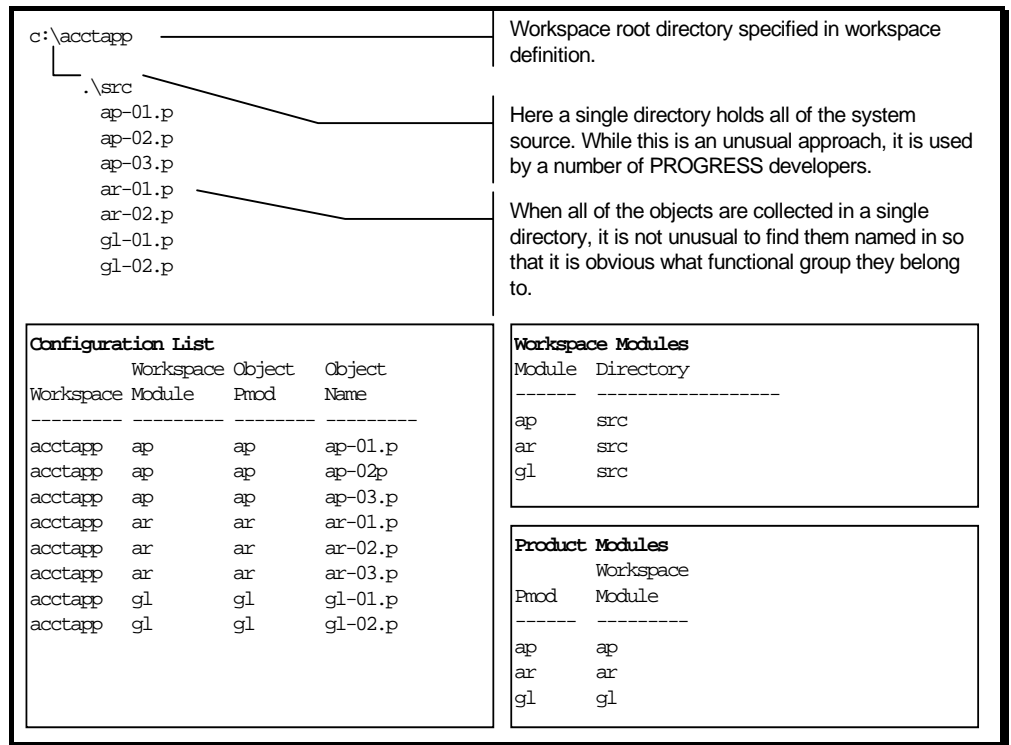 c:\acctapp
.\src
ap-01.p
ap-02.p
ap-03.p
ar-01.p
ar-02.p
gl-01.p
gl-02.p
Workspace root directory specified in workspace
definition.
Here a single directory holds all of the system
source. While this is an unusual approach, it is used
by a number of PROGRESS developers.
When all of the objects are collected in a single
directory, it is not unusual to find them named in so
that it is obvious what functional group they belong
to.
Configuration List
Workspace Object Object
Workspace Module Pmod Name
--------- --------- -------- ---------
acctapp ap ap ap-01.p
acctapp ap ap ap-02p
acctapp ap ap ap-03.p
acctapp ar ar ar-01.p
acctapp ar ar ar-02.p
acctapp ar ar ar-03.p
acctapp gl gl gl-01.p
acctapp gl gl gl-02.p
Workspace Modules
Module Directory
------ ------------------
ap src
ar src
gl src
Product Modules
Workspace
Pmod Module
------ ---------
ap ap
ar ar
gl gl